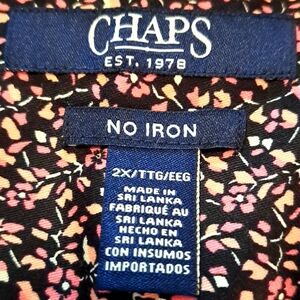 CHAPS
EST. 1978
NO IRON
2X/TTG/EEG
MADE IN
SRI LANKA
FABRIQUÉ AU
SRI LANKA
HECHO EN
SRI LANKA
CON INSUMOS
IMPORTADOS